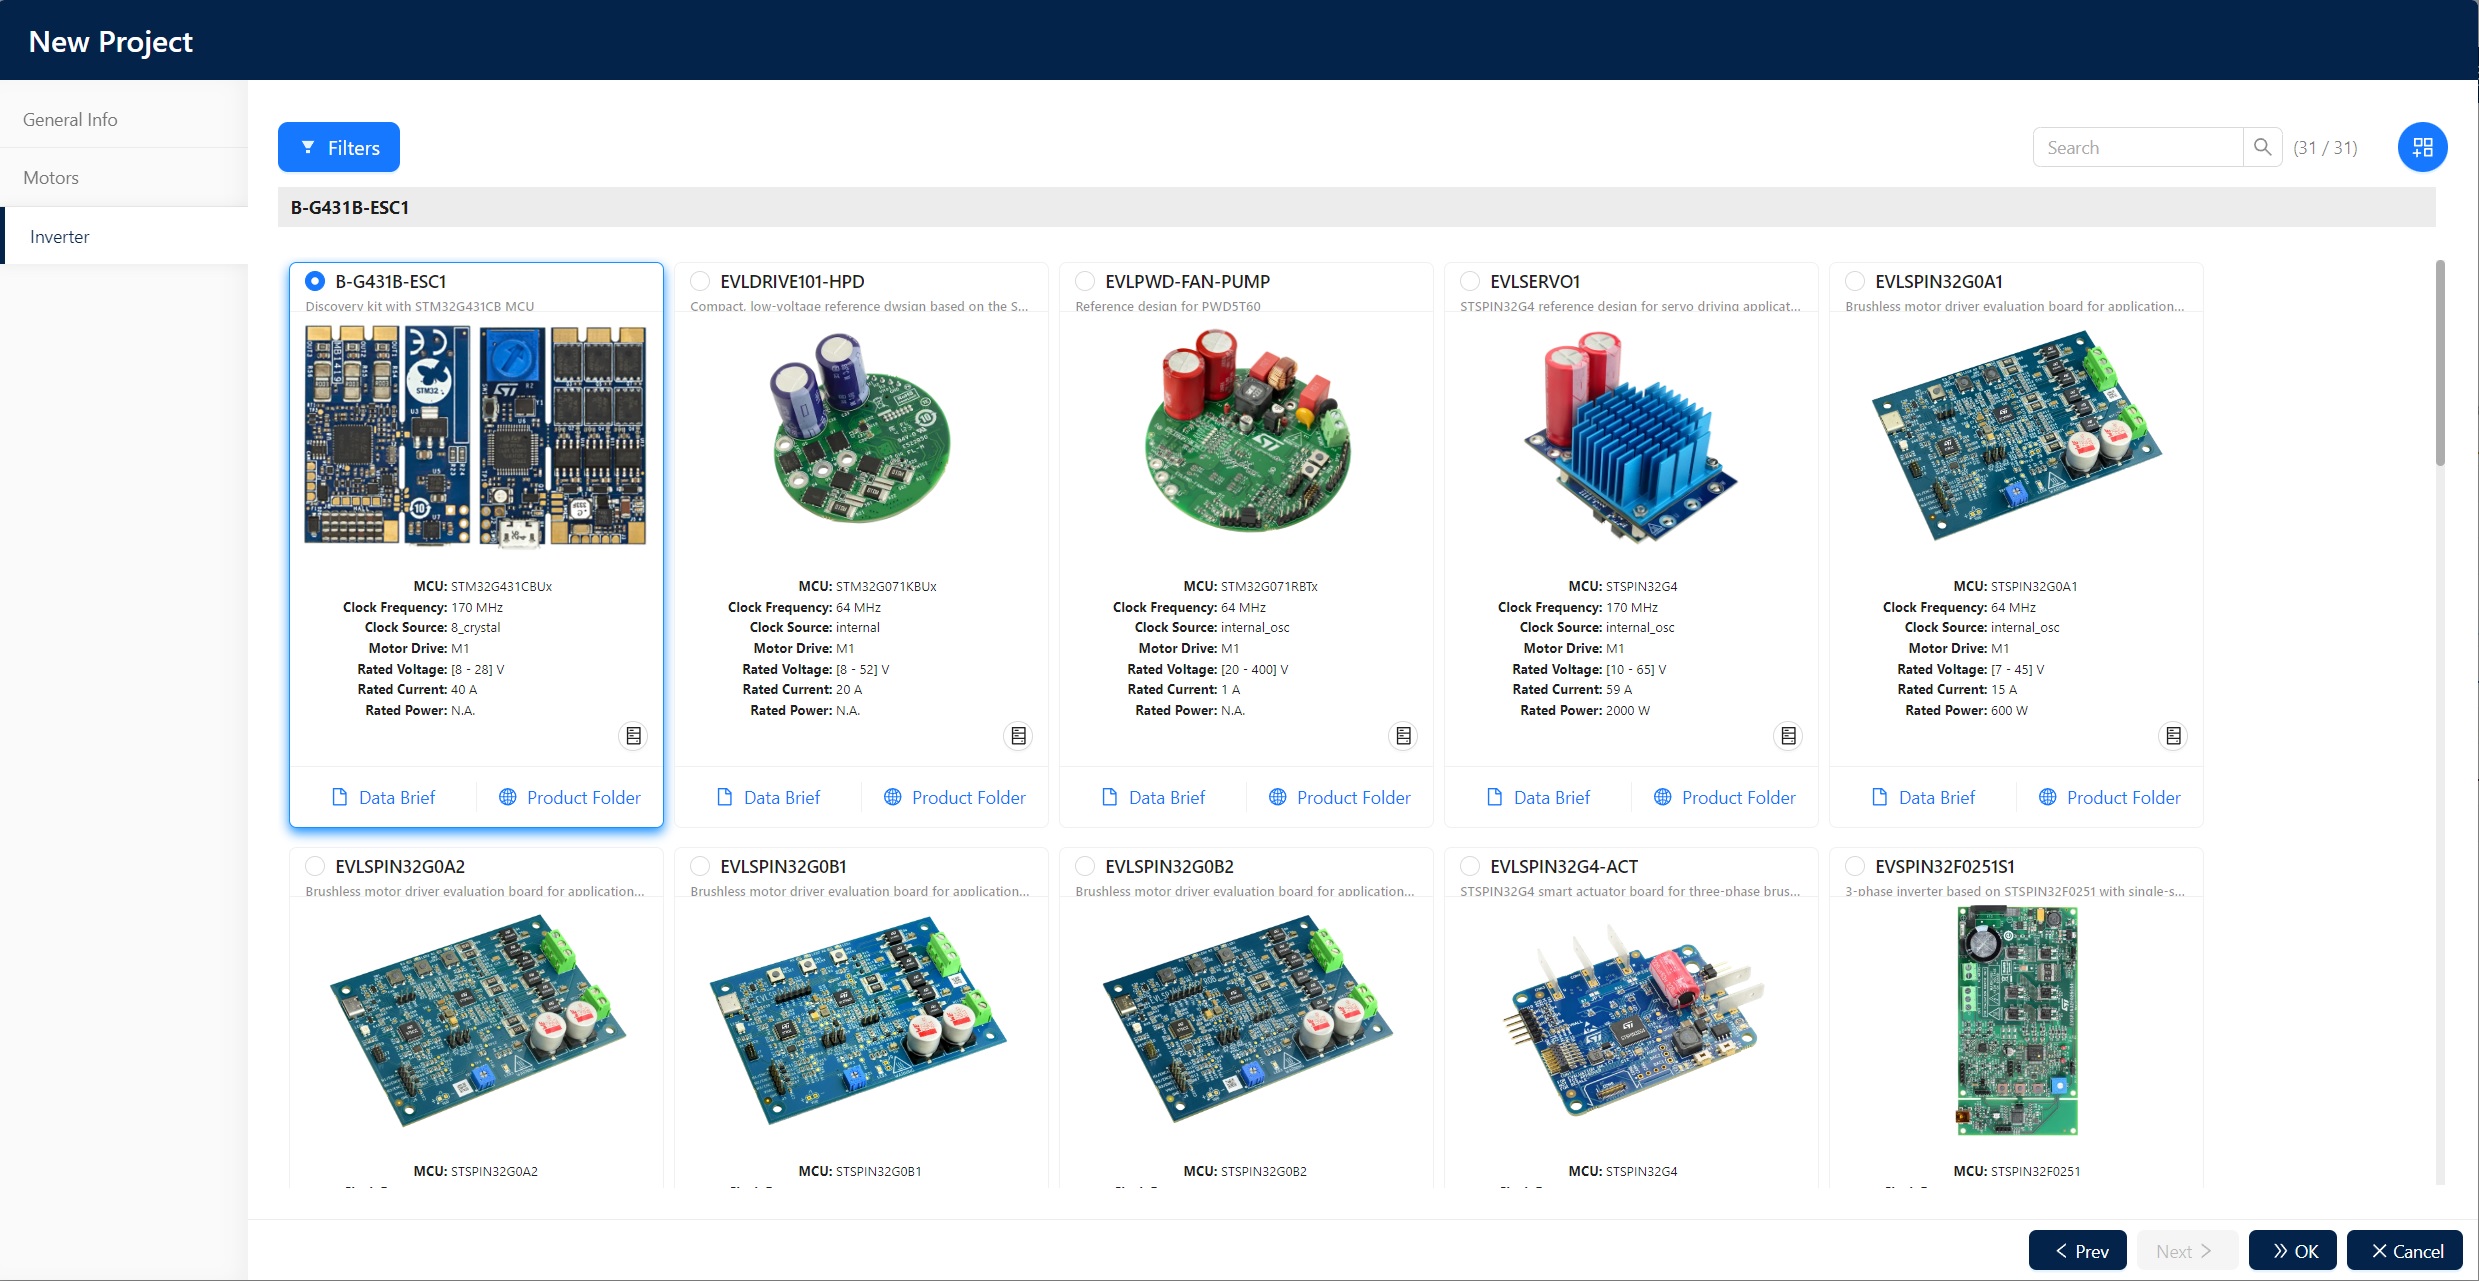 New Project
General Info
Motors
Inverter
Filters
Search
(31 / 31)
B-G431B-ESC1
B-G431B-ESC1
Discovery kit with STM32G431CB MCU
MCU: STM32G431CBUx
Clock Frequency: 170 MHz
Clock Source: 8_crystal
Motor Drive: M1
Rated Voltage: [8 - 28] V
Rated Current: 40 A
Rated Power: N.A.
Data Brief
Product Folder
EVLDRIVE101-HPD
Compact, low-voltage reference dwsign based on the S...
MCU: STM32G071KBUx
Clock Frequency: 64 MHz
Clock Source: internal
Motor Drive: M1
Rated Voltage: [8 - 52] V
Rated Current: 20 A
Rated Power: N.A.
Data Brief
Product Folder
EVLPWD-FAN-PUMP
Reference design for PWD5T60
MCU: STM32G071RBTx
Clock Frequency: 64 MHz
Clock Source: internal_osc
Motor Drive: M1
Rated Voltage: [20 - 400] V
Rated Current: 1 A
Rated Power: N.A.
Data Brief
Product Folder
EVLSERVO1
STSPIN32G4 reference design for servo driving applicat...
MCU: STSPIN32G4
Clock Frequency: 170 MHz
Clock Source: internal_osc
Motor Drive: M1
Rated Voltage: [10 - 65] V
Rated Current: 59 A
Rated Power: 2000 W
Data Brief
Product Folder
EVLSPIN32G0A1
Brushless motor driver evaluation board for application...
MCU: STSPIN32G0A1
Clock Frequency: 64 MHz
Clock Source: internal_osc
Motor Drive: M1
Rated Voltage: [7 - 45] V
Rated Current: 15 A
Rated Power: 600 W
Data Brief
Product Folder
EVLSPIN32G0A2
Brushless motor driver evaluation board for application...
MCU: STSPIN32G0A2
EVLSPIN32G0B1
Brushless motor driver evaluation board for application...
MCU: STSPIN32G0B1
EVLSPIN32G0B2
Brushless motor driver evaluation board for application...
MCU: STSPIN32G0B2
EVLSPIN32G4-ACT
STSPIN32G4 smart actuator board for three-phase brus...
MCU: STSPIN32G4
EVSPIN32F0251S1
3-phase inverter based on STSPIN32F0251 with single-s...
MCU: STSPIN32F0251
Prev
Next
OK
Cancel